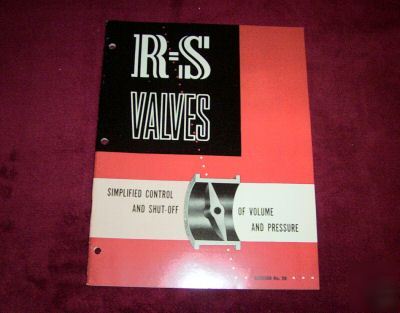 R-S
VALVES
SIMPLIFIED CONTROL
AND SHUT-OFF
OF VOLUME
AND PRESSURE